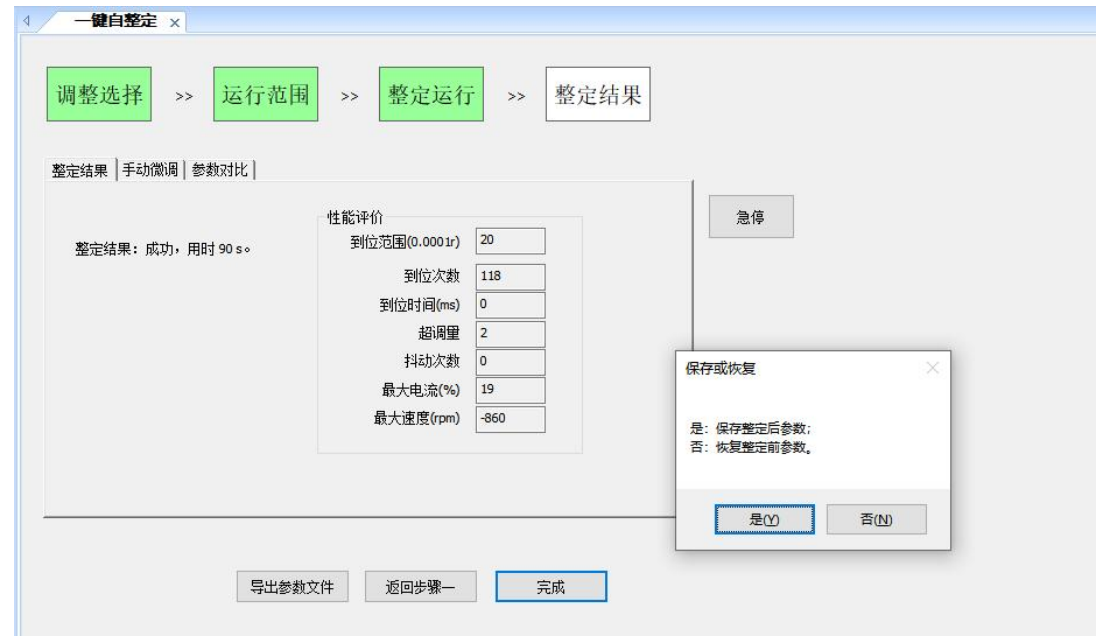 一键自整定 ×
调整选择 >> 运行范围 >> 整定运行 >> 整定结果
整定结果 手动微调 参数对比
急停
整定结果：成功，用时 90 s。
性能评价
到位范围(0.0001r) 20
到位次数 118
到位时间(ms) 0
超调量 2
抖动次数 0
最大电流(%) 19
最大速度(rpm) -860
保存或恢复
是：保存整定后参数;
否：恢复整定前参数。
是(Y) 否(N)
导出参数文件 返回步骤一 完成